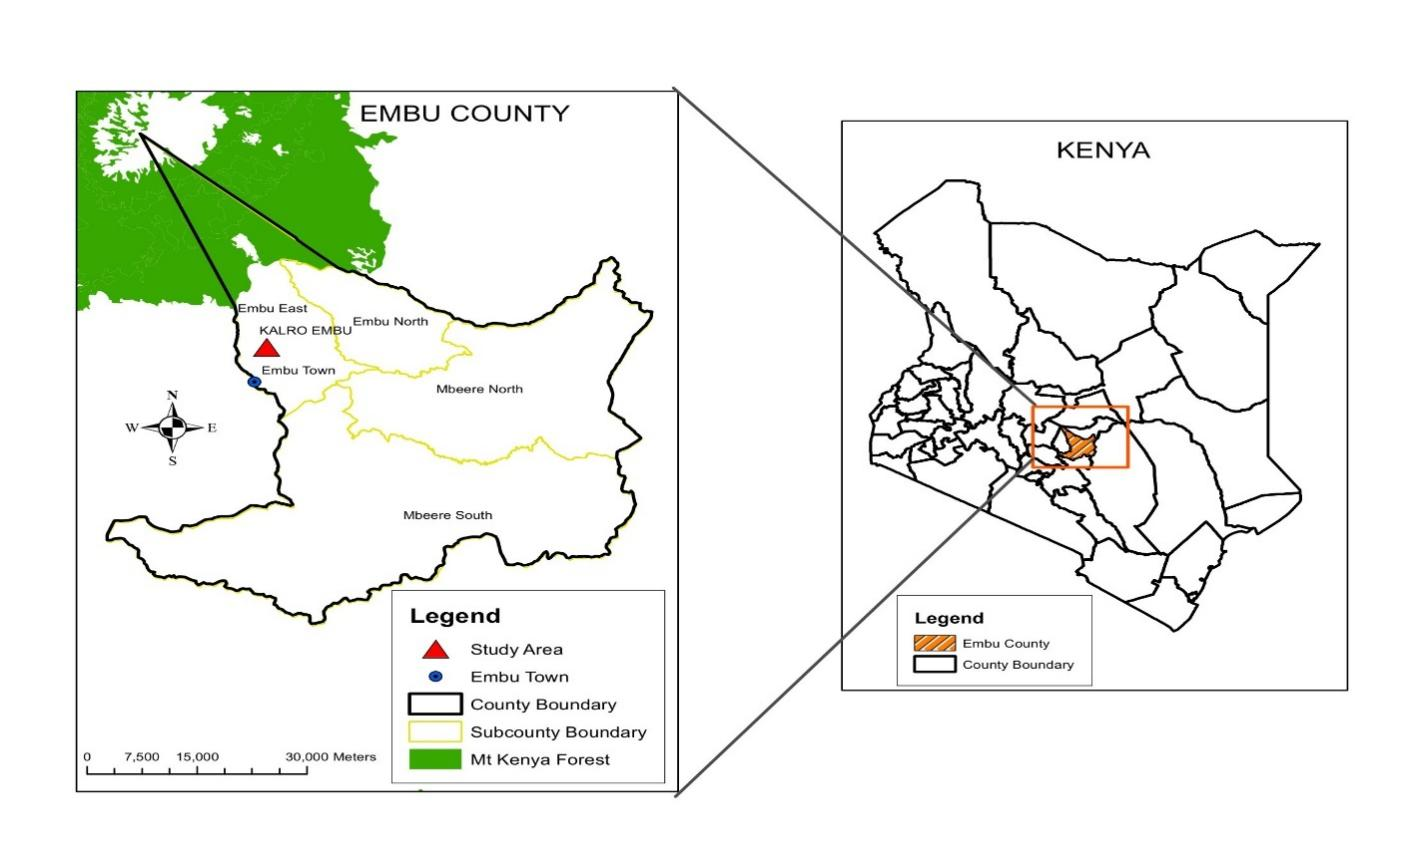 EMBU COUNTY
Embu East
KALRO EMBU
Embu North
Embu Town
Mbeere North
N
W E
S
Mbeere South
Legend
Study Area
Embu Town
County Boundary
Subcounty Boundary
Mt Kenya Forest
0 7,500 15,000 30,000 Meters
KENYA
Legend
Embu County
County Boundary